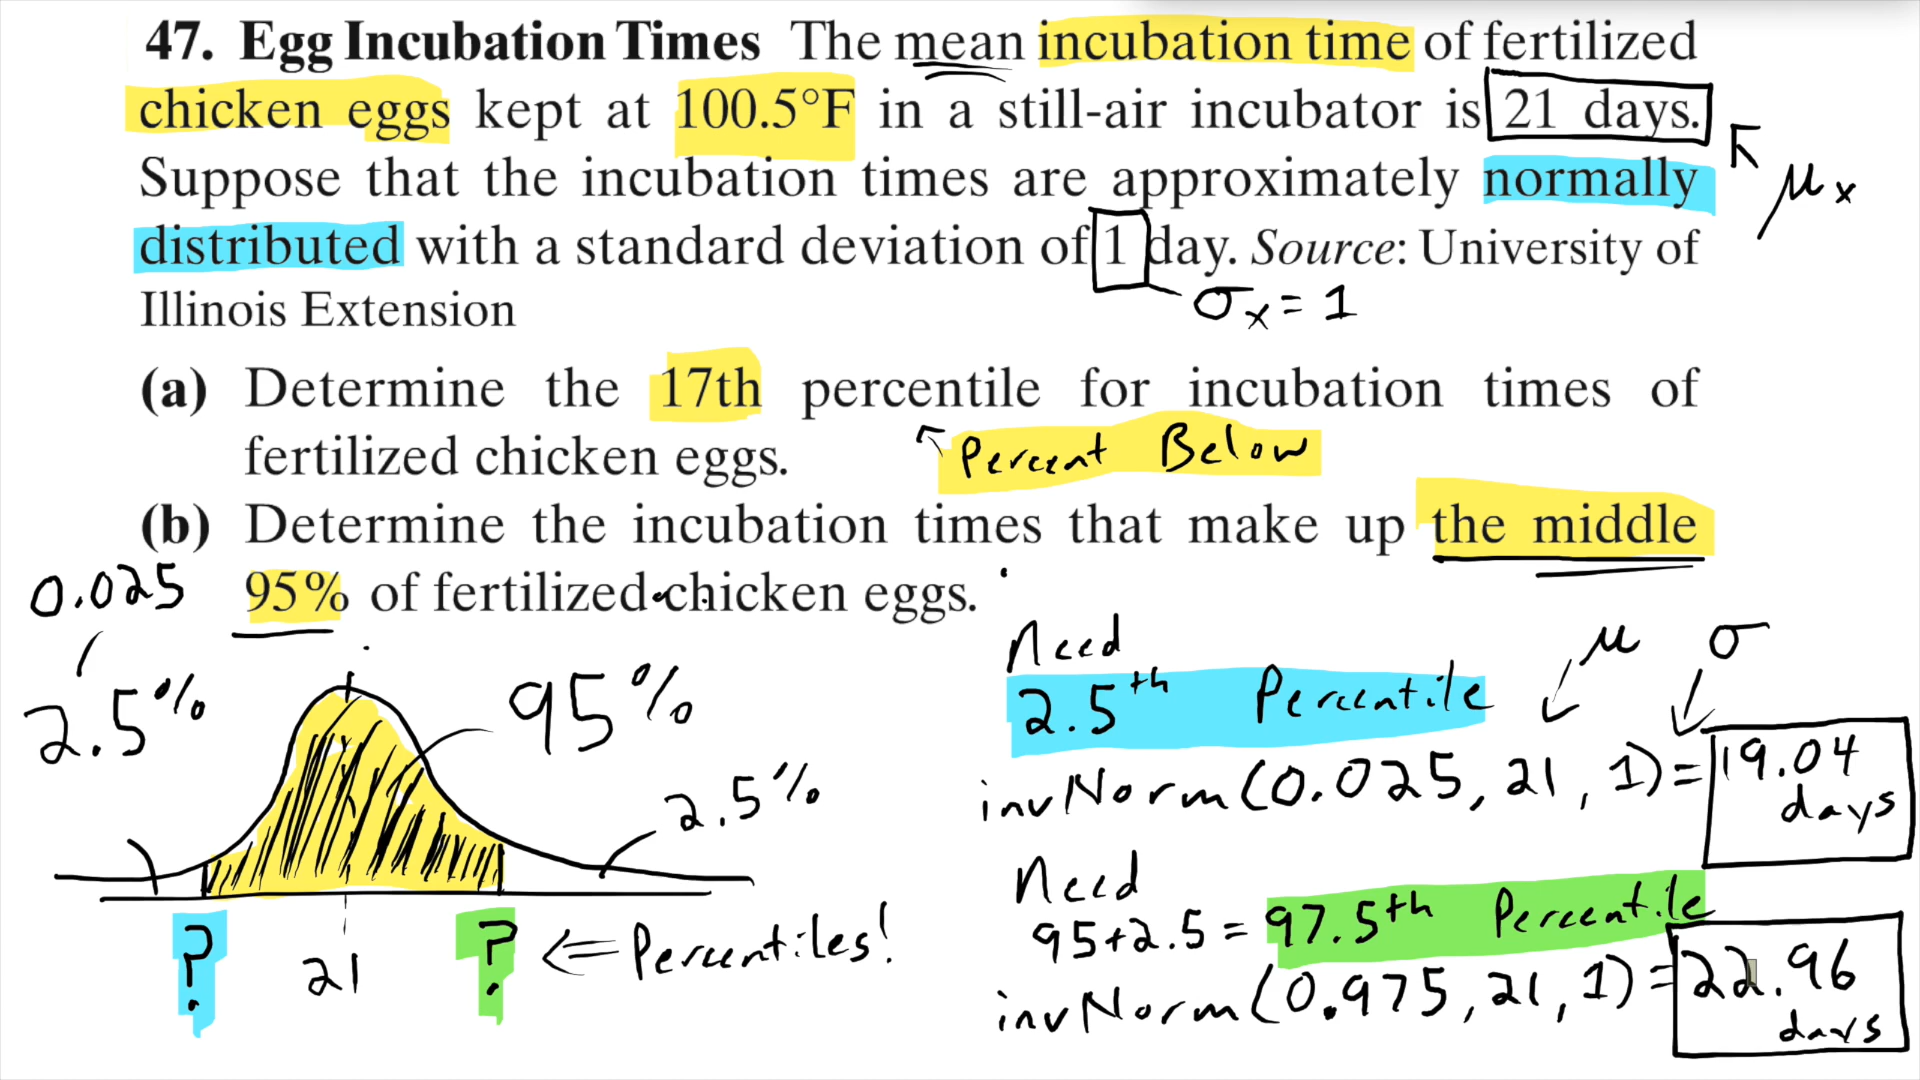 47. Egg Incubation Times The mean incubation time of fertilized
chicken eggs kept at 100.5°F in a still-air incubator is 21 days.
Suppose that the incubation times are approximately normally
μx
distributed with a standard deviation of 1 day. Source: University of
Illinois Extension
σx = 1
(a) Determine the 17th percentile for incubation times of
fertilized chicken eggs.
Percent Below
(b) Determine the incubation times that make up the middle
95% of fertilized chicken eggs.
0.025
2.5%
95%
2.5%
?
21
?
⇐ Percentiles!
Need
μ
σ
2.5th Percentile
invNorm(0.025, 21, 1) = 19.04
days
Need
95+2.5 = 97.5th Percentile
invNorm(0.975, 21, 1) = 22.96
days